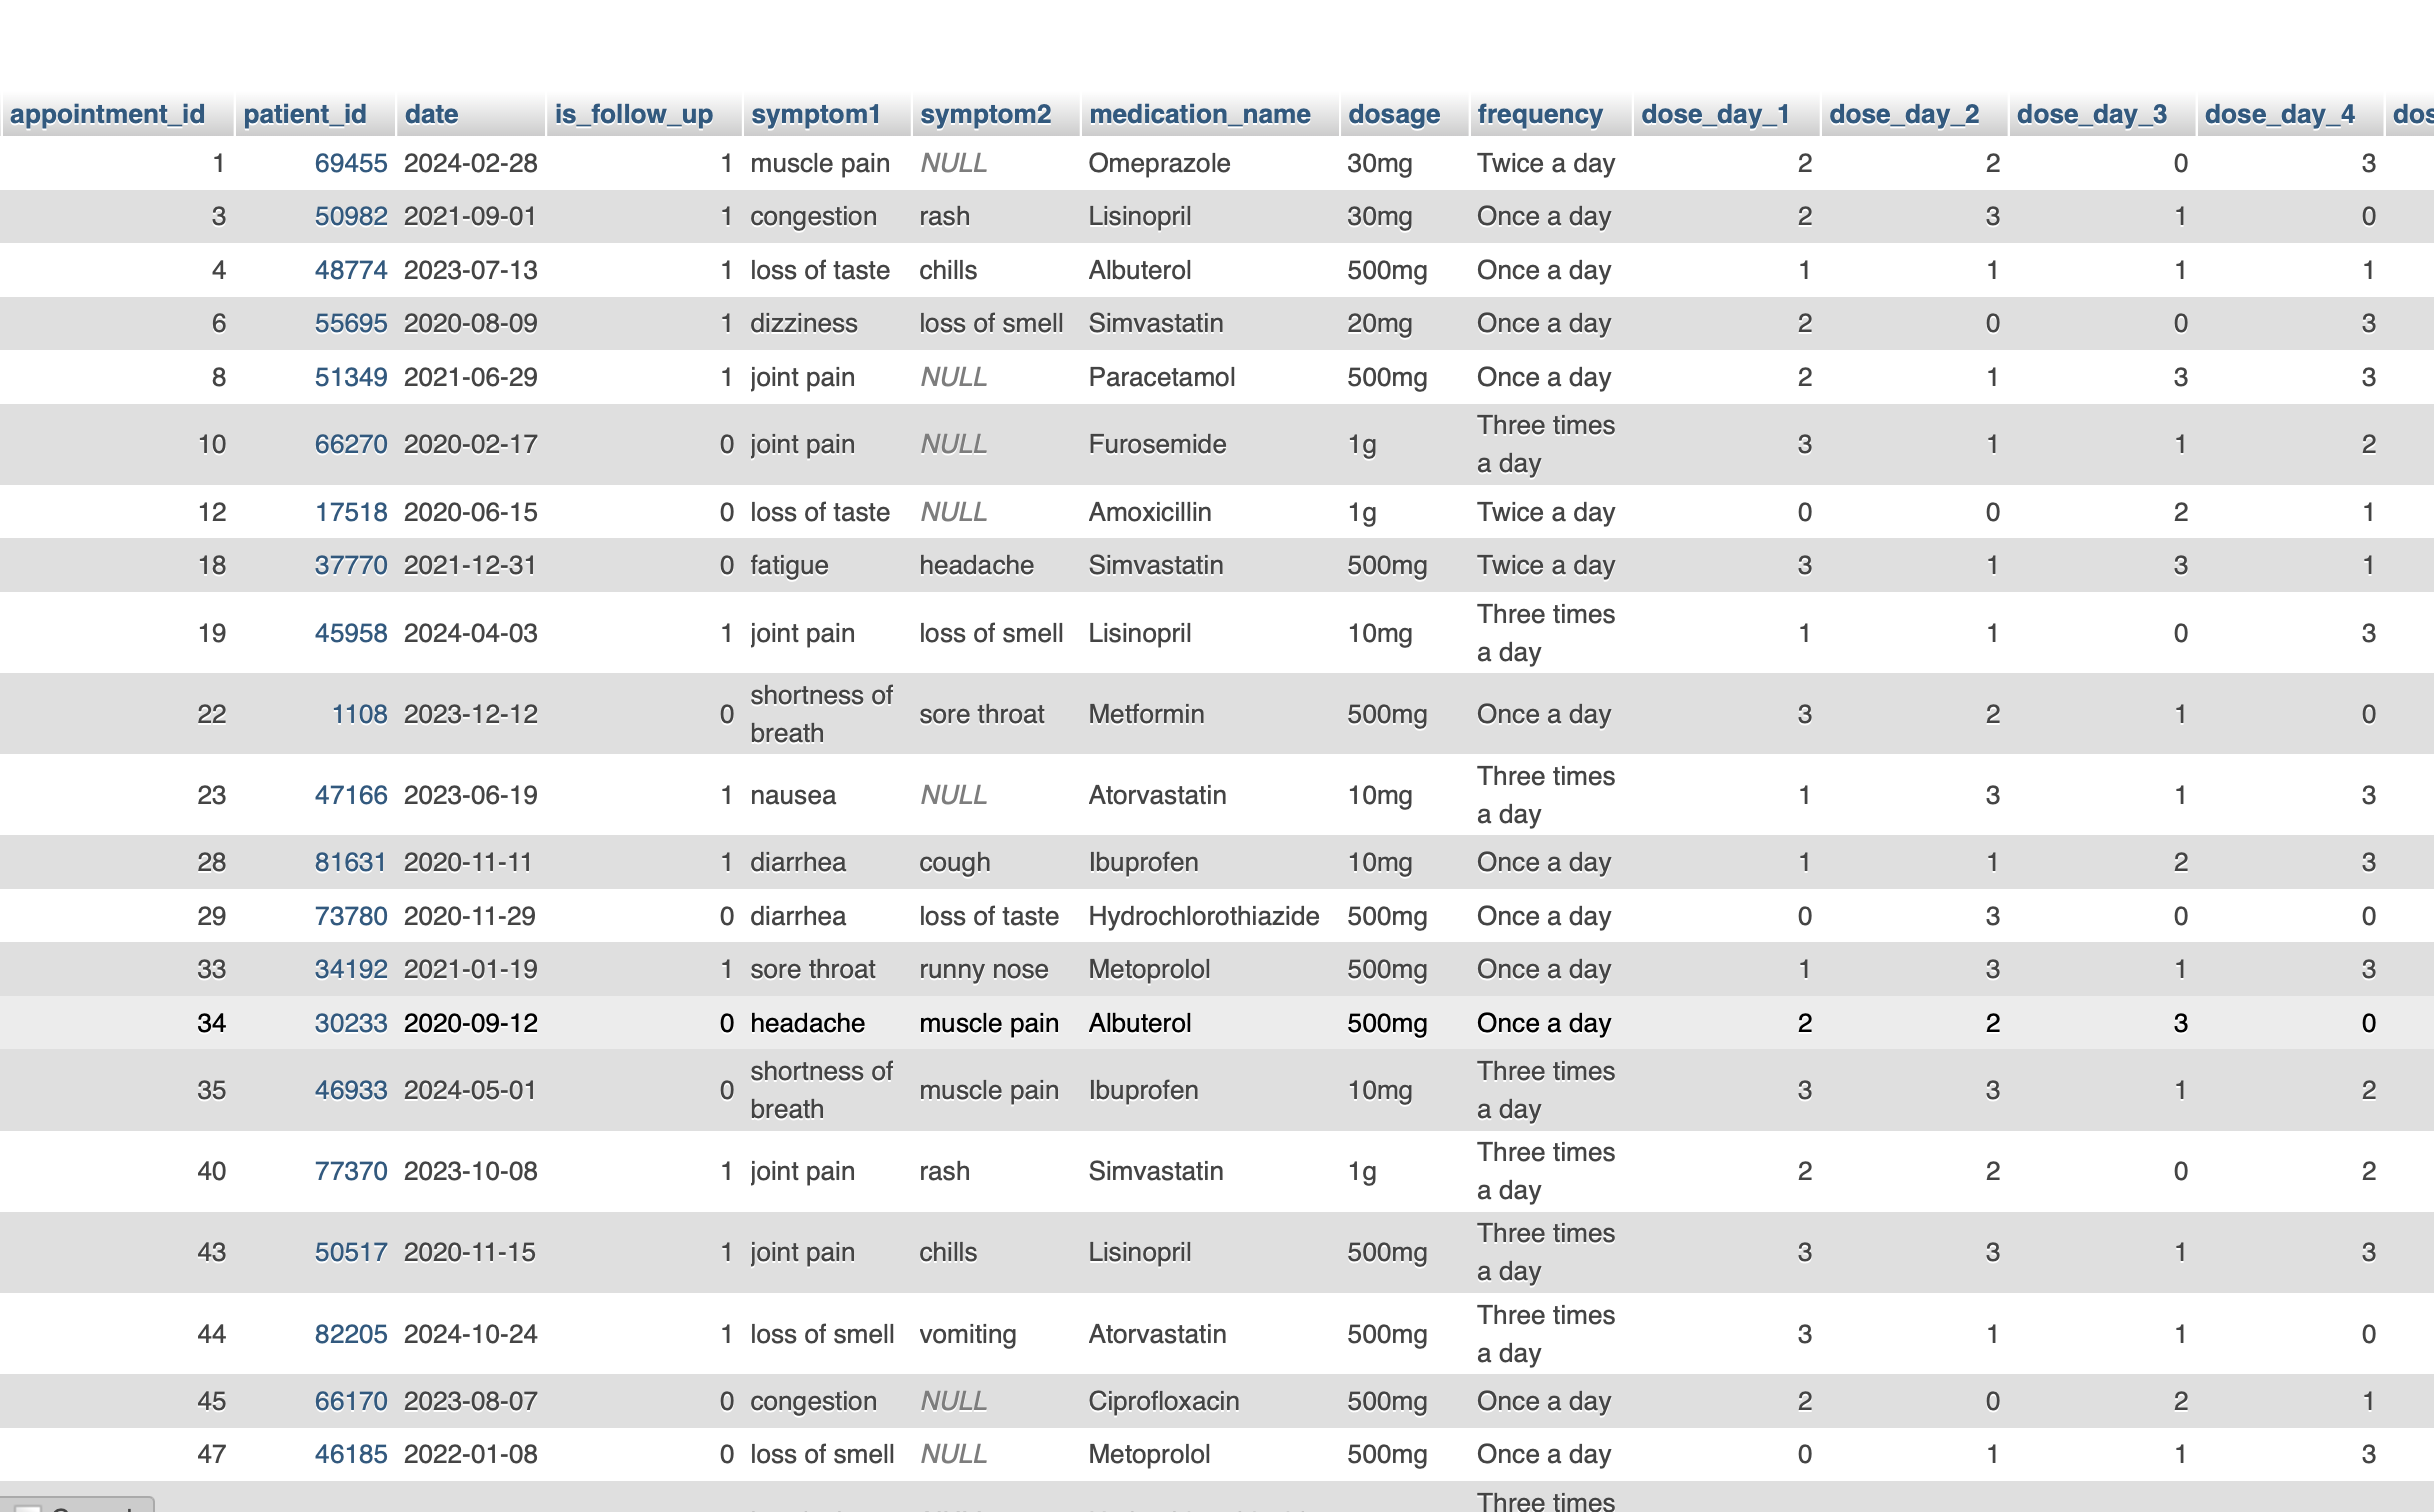 appointment_id patient_id date is_follow_up symptom1 symptom2 medication_name dosage frequency dose_day_1 dose_day_2 dose_day_3 dose_day_4 dos
1 69455 2024-02-28 1 muscle pain NULL Omeprazole 30mg Twice a day 2 2 0 3
3 50982 2021-09-01 1 congestion rash Lisinopril 30mg Once a day 2 3 1 0
4 48774 2023-07-13 1 loss of taste chills Albuterol 500mg Once a day 1 1 1 1
6 55695 2020-08-09 1 dizziness loss of smell Simvastatin 20mg Once a day 2 0 0 3
8 51349 2021-06-29 1 joint pain NULL Paracetamol 500mg Once a day 2 1 3 3
10 66270 2020-02-17 0 joint pain NULL Furosemide 1g Three times a day 3 1 1 2
12 17518 2020-06-15 0 loss of taste NULL Amoxicillin 1g Twice a day 0 0 2 1
18 37770 2021-12-31 0 fatigue headache Simvastatin 500mg Twice a day 3 1 3 1
19 45958 2024-04-03 1 joint pain loss of smell Lisinopril 10mg Three times a day 1 1 0 3
22 1108 2023-12-12 0 shortness of breath sore throat Metformin 500mg Once a day 3 2 1 0
23 47166 2023-06-19 1 nausea NULL Atorvastatin 10mg Three times a day 1 3 1 3
28 81631 2020-11-11 1 diarrhea cough Ibuprofen 10mg Once a day 1 1 2 3
29 73780 2020-11-29 0 diarrhea loss of taste Hydrochlorothiazide 500mg Once a day 0 3 0 0
33 34192 2021-01-19 1 sore throat runny nose Metoprolol 500mg Once a day 1 3 1 3
34 30233 2020-09-12 0 headache muscle pain Albuterol 500mg Once a day 2 2 3 0
35 46933 2024-05-01 0 shortness of breath muscle pain Ibuprofen 10mg Three times a day 3 3 1 2
40 77370 2023-10-08 1 joint pain rash Simvastatin 1g Three times a day 2 2 0 2
43 50517 2020-11-15 1 joint pain chills Lisinopril 500mg Three times a day 3 3 1 3
44 82205 2024-10-24 1 loss of smell vomiting Atorvastatin 500mg Three times a day 3 1 1 0
45 66170 2023-08-07 0 congestion NULL Ciprofloxacin 500mg Once a day 2 0 2 1
47 46185 2022-01-08 0 loss of smell NULL Metoprolol 500mg Once a day 0 1 1 3
Three times